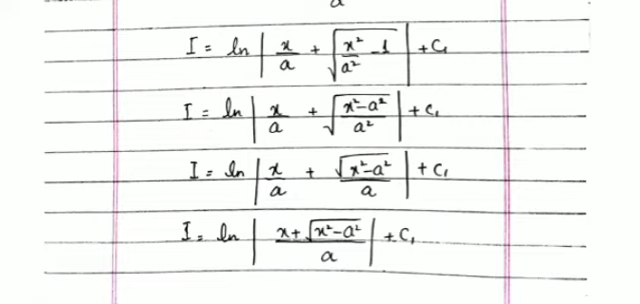 a
I = ln | x/a + √(x²/a² - 1) | + C₁
I = ln | x/a + √((x²-a²)/a²) | + C₁
I = ln | x/a + √(x²-a²)/a | + C₁
I = ln | (x+√(x²-a²))/a | + C₁